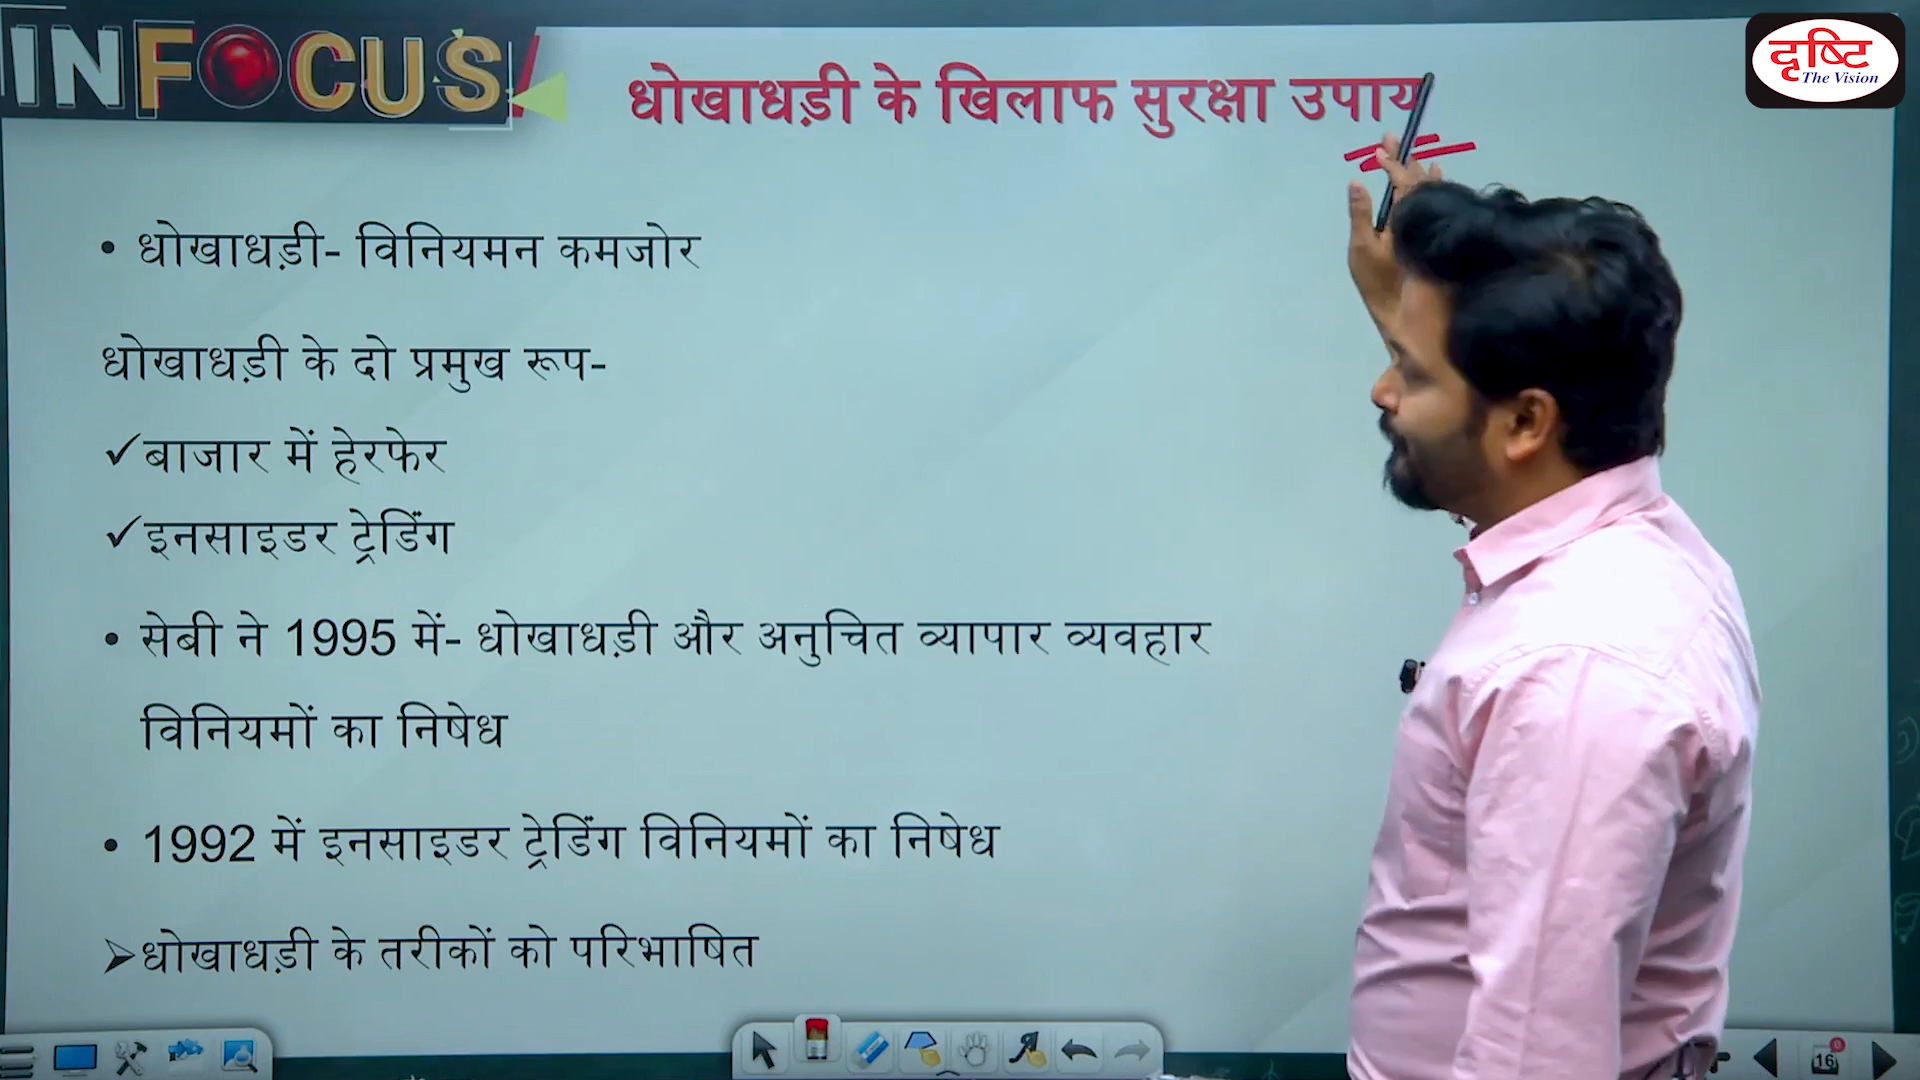 INFOCUS/
दृष्टि
The Vision
धोखाधड़ी के खिलाफ सुरक्षा उपाय
• धोखाधड़ी- विनियमन कमजोर
धोखाधड़ी के दो प्रमुख रूप-
✓बाजार में हेरफेर
✓इनसाइडर ट्रेडिंग
• सेबी ने 1995 में- धोखाधड़ी और अनुचित व्यापार व्यवहार
विनियमों का निषेध
• 1992 में इनसाइडर ट्रेडिंग विनियमों का निषेध
➢धोखाधड़ी के तरीकों को परिभाषित
16